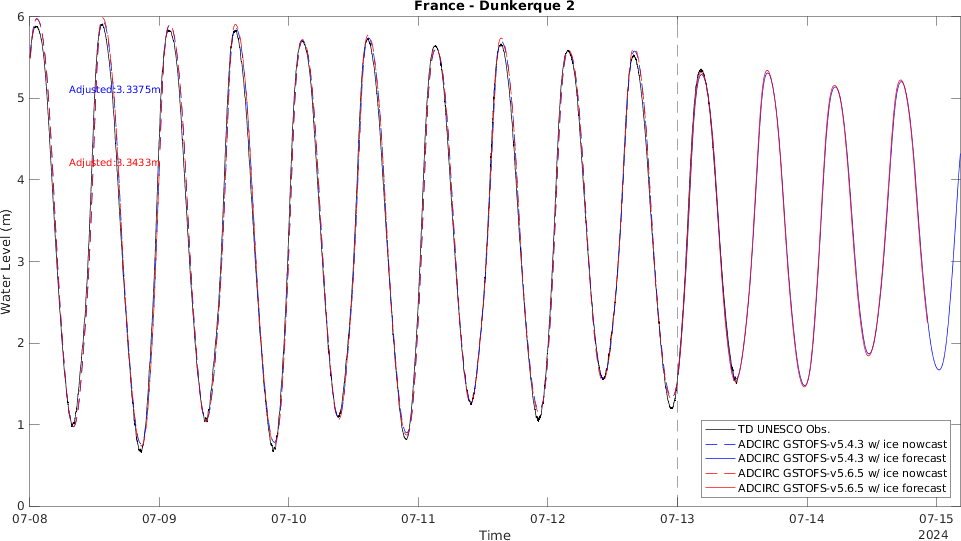 France - Dunkerque 2
6
5
4
3
2
1
0
Water Level (m)
Adjusted:3.3375m
Adjusted:3.3433m
TD UNESCO Obs.
ADCIRC GSTOFS-v5.4.3 w/ ice nowcast
ADCIRC GSTOFS-v5.4.3 w/ ice forecast
ADCIRC GSTOFS-v5.6.5 w/ ice nowcast
ADCIRC GSTOFS-v5.6.5 w/ ice forecast
07-08 07-09 07-10 07-11 07-12 07-13 07-14 07-15
Time
2024